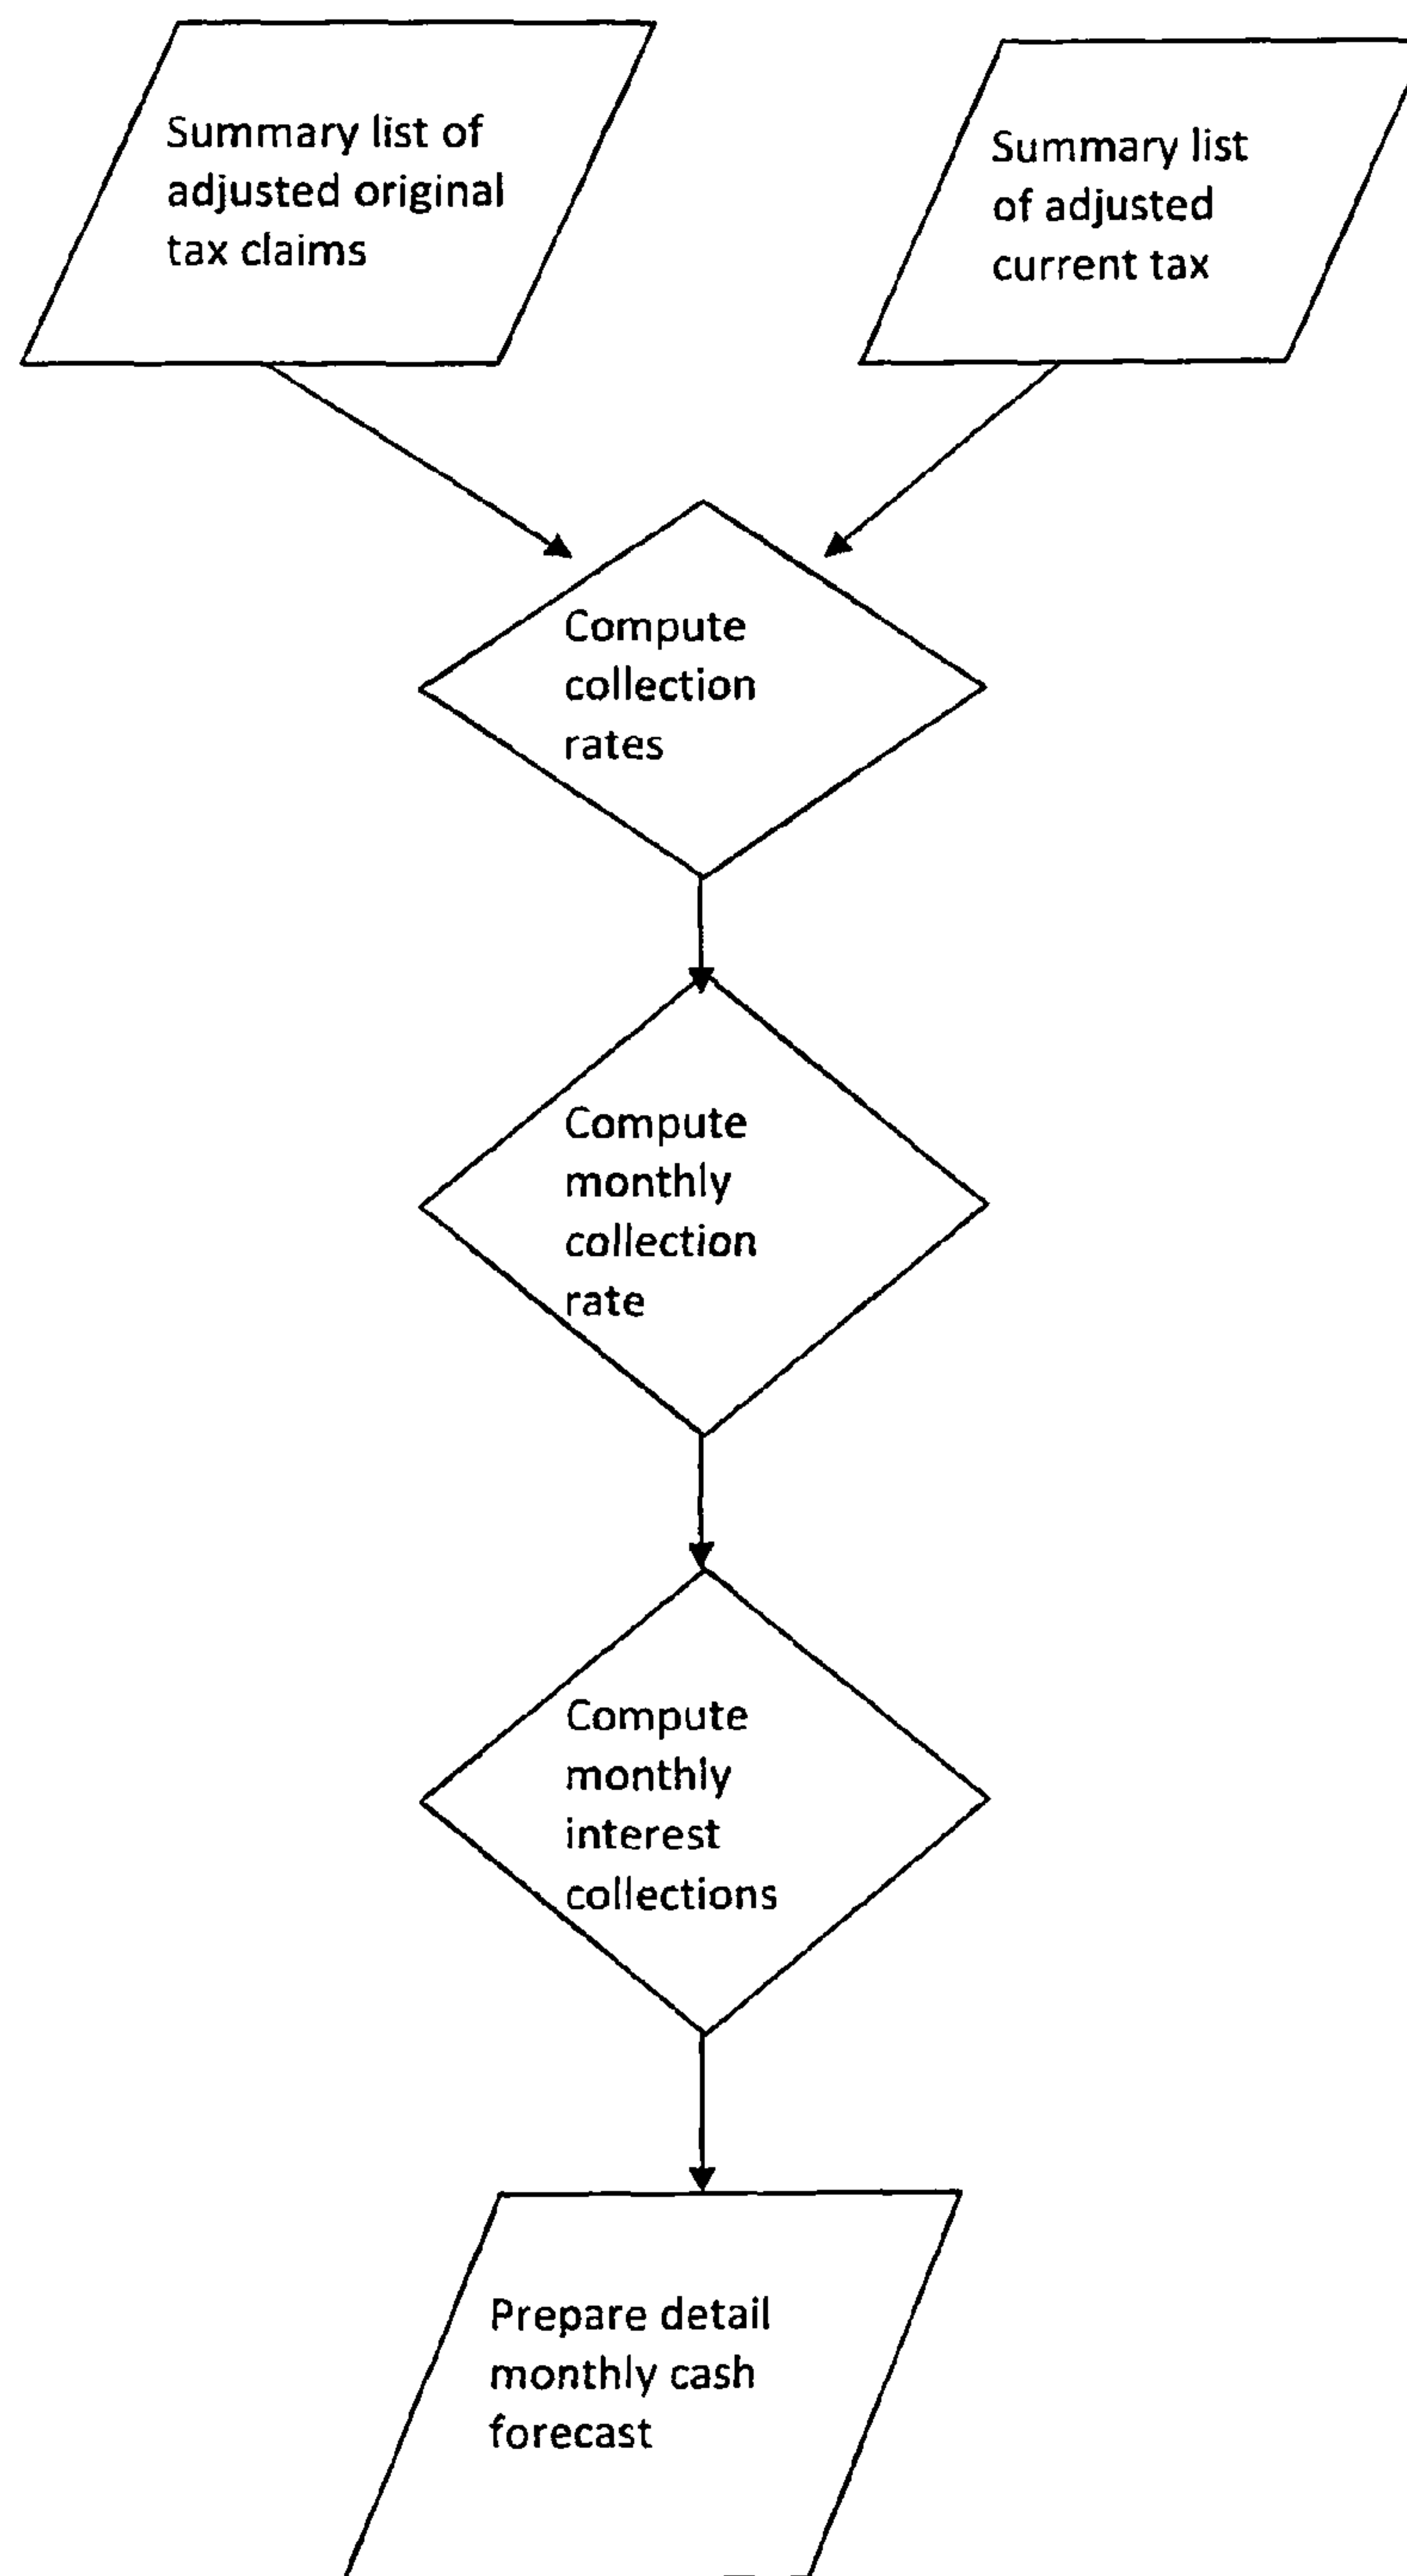 Summary list of
adjusted original
tax claims
Summary list
of adjusted
current tax
Compute
collection
rates
Compute
monthly
collection
rate
Compute
monthly
interest
collections
Prepare detail
monthly cash
forecast